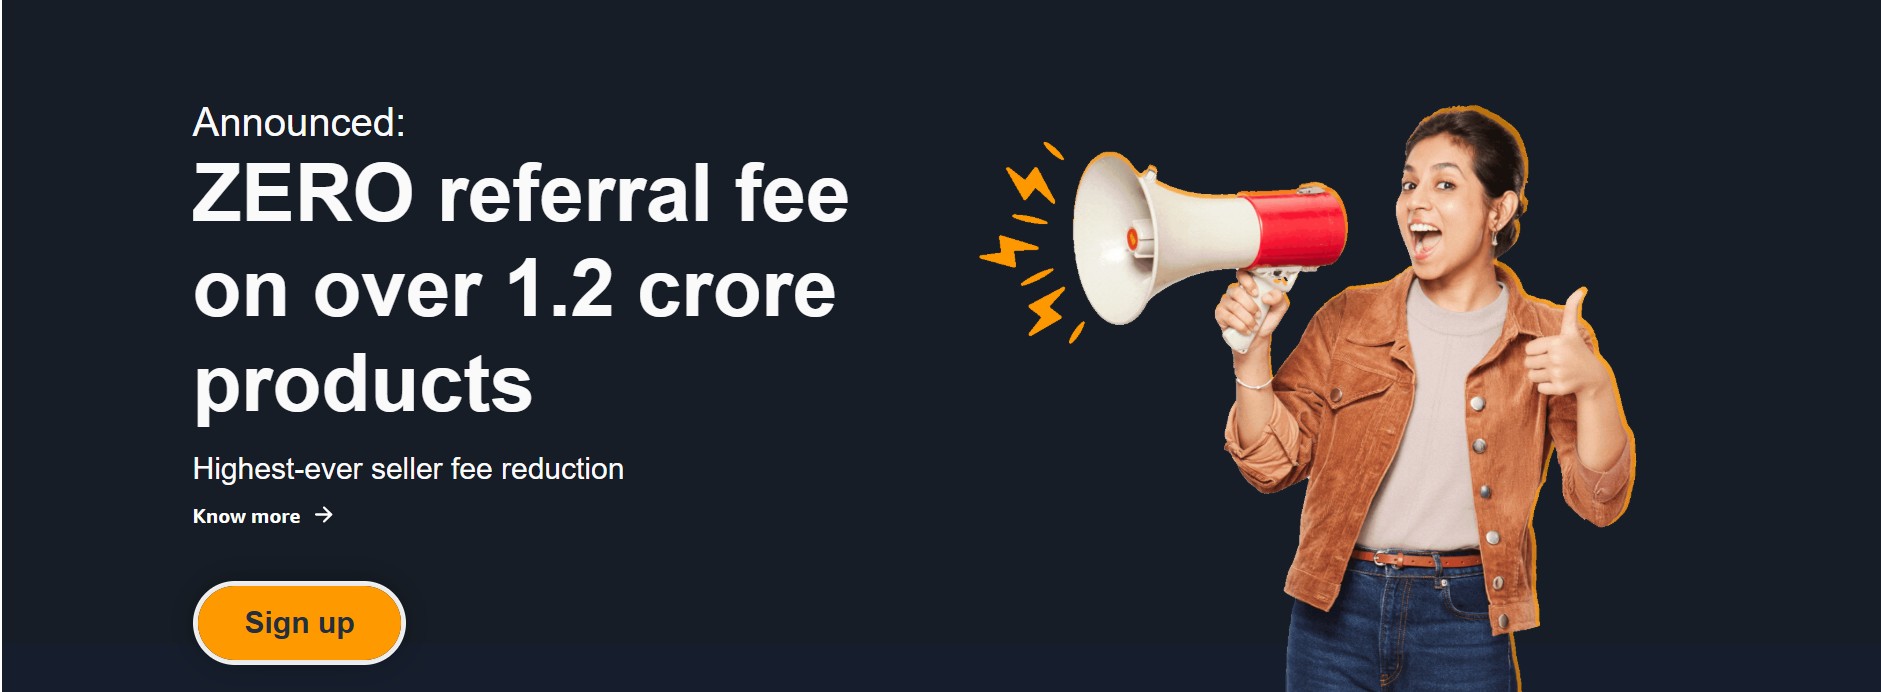 Announced:
ZERO referral fee
on over 1.2 crore
products
Highest-ever seller fee reduction
Know more →
Sign up